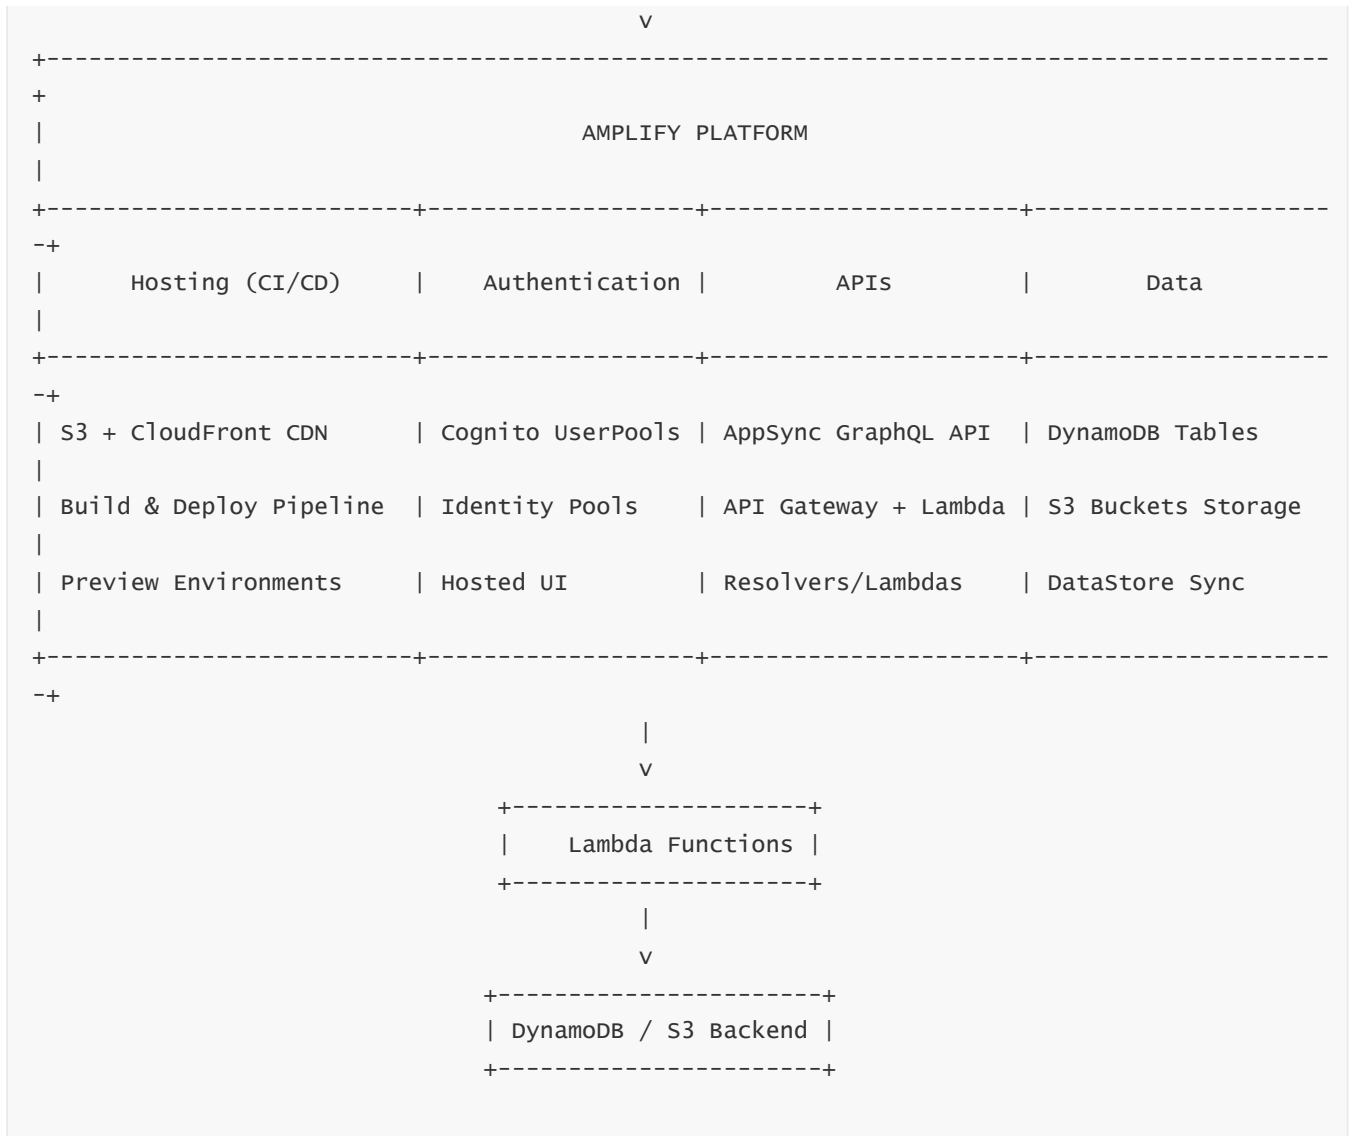 v
+-------------------------------------------------------------------------------------------
+
|                                      AMPLIFY PLATFORM
|
+--------------------------+-------------------+----------------------+---------------------
-+
|      Hosting (CI/CD)     |    Authentication |         APIs         |        Data
|
+--------------------------+-------------------+----------------------+---------------------
-+
| S3 + CloudFront CDN      | Cognito UserPools | AppSync GraphQL API  | DynamoDB Tables
|
| Build & Deploy Pipeline  | Identity Pools    | API Gateway + Lambda | S3 Buckets Storage
|
| Preview Environments     | Hosted UI         | Resolvers/Lambdas    | DataStore Sync
|
+--------------------------+-------------------+----------------------+---------------------
-+
                                           |
                                           v
                                 +---------------------+
                                 |    Lambda Functions |
                                 +---------------------+
                                           |
                                           v
                                +-----------------------+
                                | DynamoDB / S3 Backend |
                                +-----------------------+